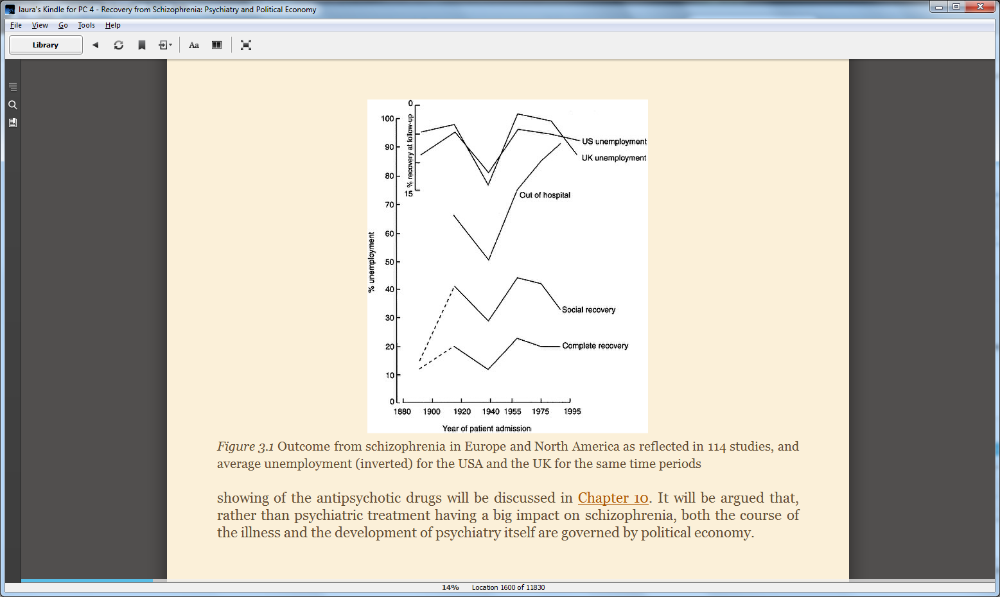 laura's Kindle for PC 4 - Recovery from Schizophrenia: Psychiatry and Political Economy
File View Go Tools Help
Library
Aa
0
100
90
80
70
60
50
40
30
20
10
0
% recovery at follow-up
15
% unemployment
US unemployment
UK unemployment
Out of hospital
Social recovery
Complete recovery
1880 1900 1920 1940 1955 1975 1995
Year of patient admission
Figure 3.1 Outcome from schizophrenia in Europe and North America as reflected in 114 studies, and
average unemployment (inverted) for the USA and the UK for the same time periods
showing of the antipsychotic drugs will be discussed in Chapter 10. It will be argued that,
rather than psychiatric treatment having a big impact on schizophrenia, both the course of
the illness and the development of psychiatry itself are governed by political economy.
14% Location 1600 of 11830